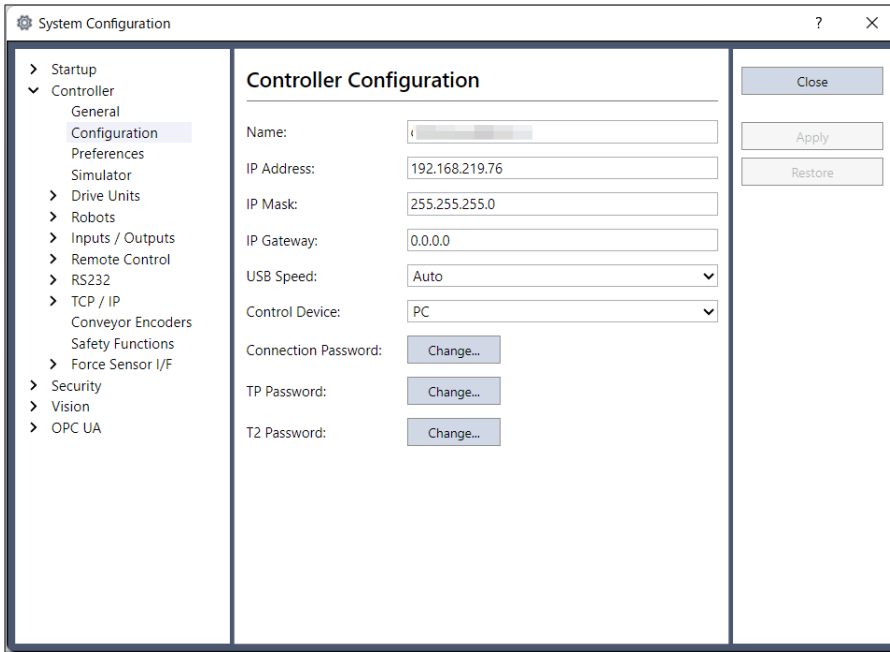 System Configuration
?
Startup
Controller
General
Configuration
Preferences
Simulator
Drive Units
Robots
Inputs / Outputs
Remote Control
RS232
TCP / IP
Conveyor Encoders
Safety Functions
Force Sensor I/F
Security
Vision
OPC UA
Controller Configuration
Name:
IP Address: 192.168.219.76
IP Mask: 255.255.255.0
IP Gateway: 0.0.0.0
USB Speed: Auto
Control Device: PC
Connection Password: Change...
TP Password: Change...
T2 Password: Change...
Close
Apply
Restore